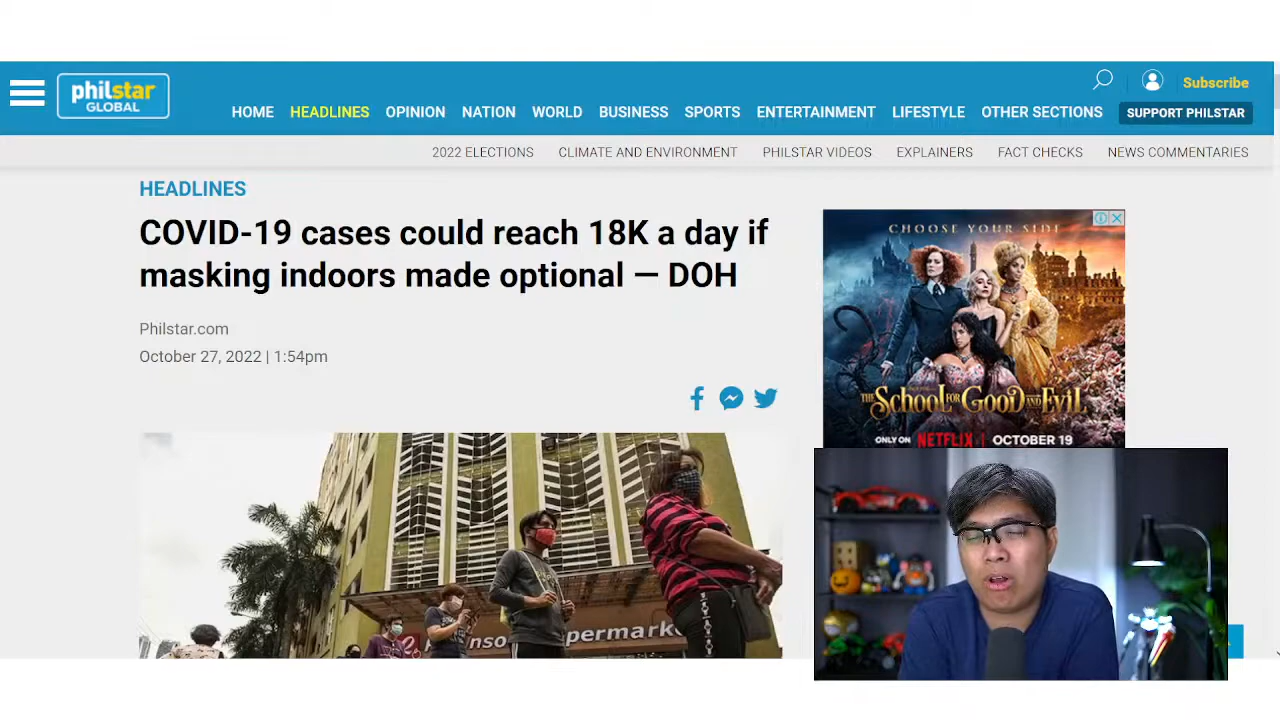 philstar
GLOBAL
Subscribe
HOME HEADLINES OPINION NATION WORLD BUSINESS SPORTS ENTERTAINMENT LIFESTYLE OTHER SECTIONS SUPPORT PHILSTAR
2022 ELECTIONS CLIMATE AND ENVIRONMENT PHILSTAR VIDEOS EXPLAINERS FACT CHECKS NEWS COMMENTARIES
HEADLINES
COVID-19 cases could reach 18K a day if
masking indoors made optional — DOH
Philstar.com
October 27, 2022 | 1:54pm
CHOOSE YOUR SIDE
THE SCHOOL FOR GOOD AND EVIL
ONLY ON NETFLIX | OCTOBER 19